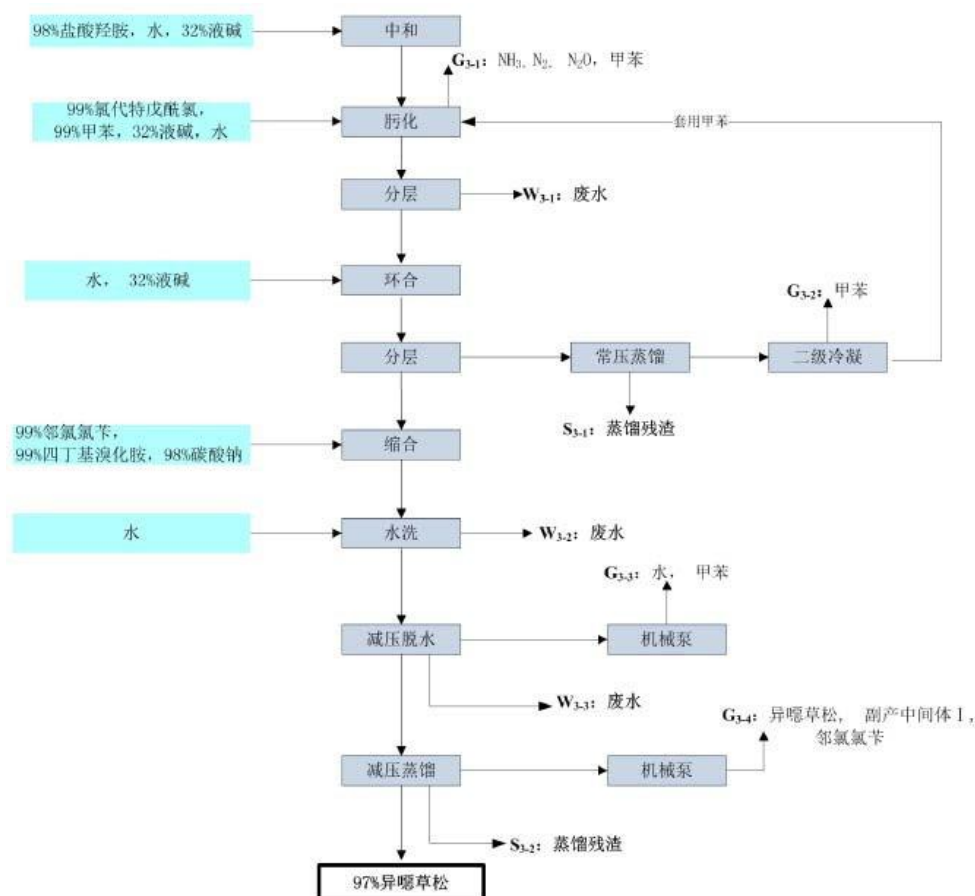 98%盐酸羟胺，水，32%液碱
中和
G3-1：NH3, N2, N2O，甲苯
99%氯代特戊酰氯，
99%甲苯，32%液碱，水
肟化
套用甲苯
分层
W3-1：废水
水， 32%液碱
环合
G3-2：甲苯
分层
常压蒸馏
二级冷凝
S3-1：蒸馏残渣
99%邻氯氯苄，
99%四丁基溴化胺，98%碳酸钠
缩合
水
水洗
W3-2：废水
G3-3：水， 甲苯
减压脱水
机械泵
W3-3：废水
G3-4：异噁草松， 副产中间体Ⅰ，
邻氯氯苄
减压蒸馏
机械泵
S3-2：蒸馏残渣
97%异噁草松